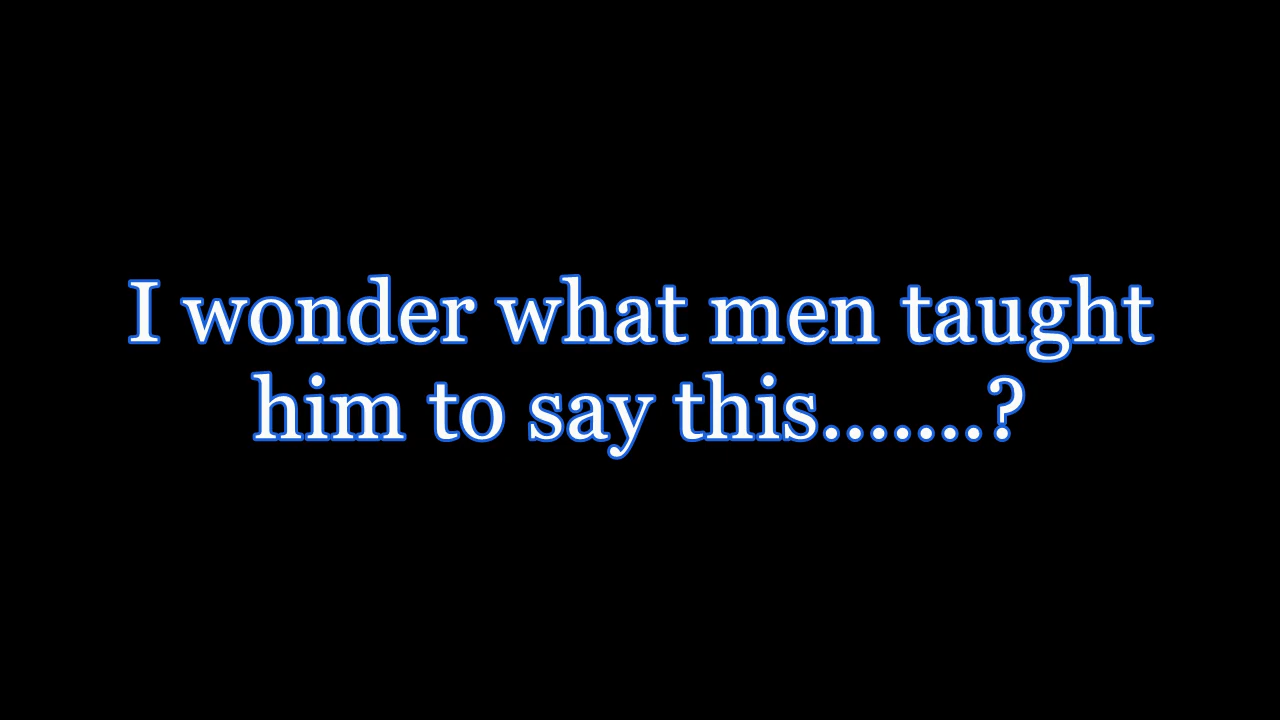 I wonder what men taught
him to say this.......?